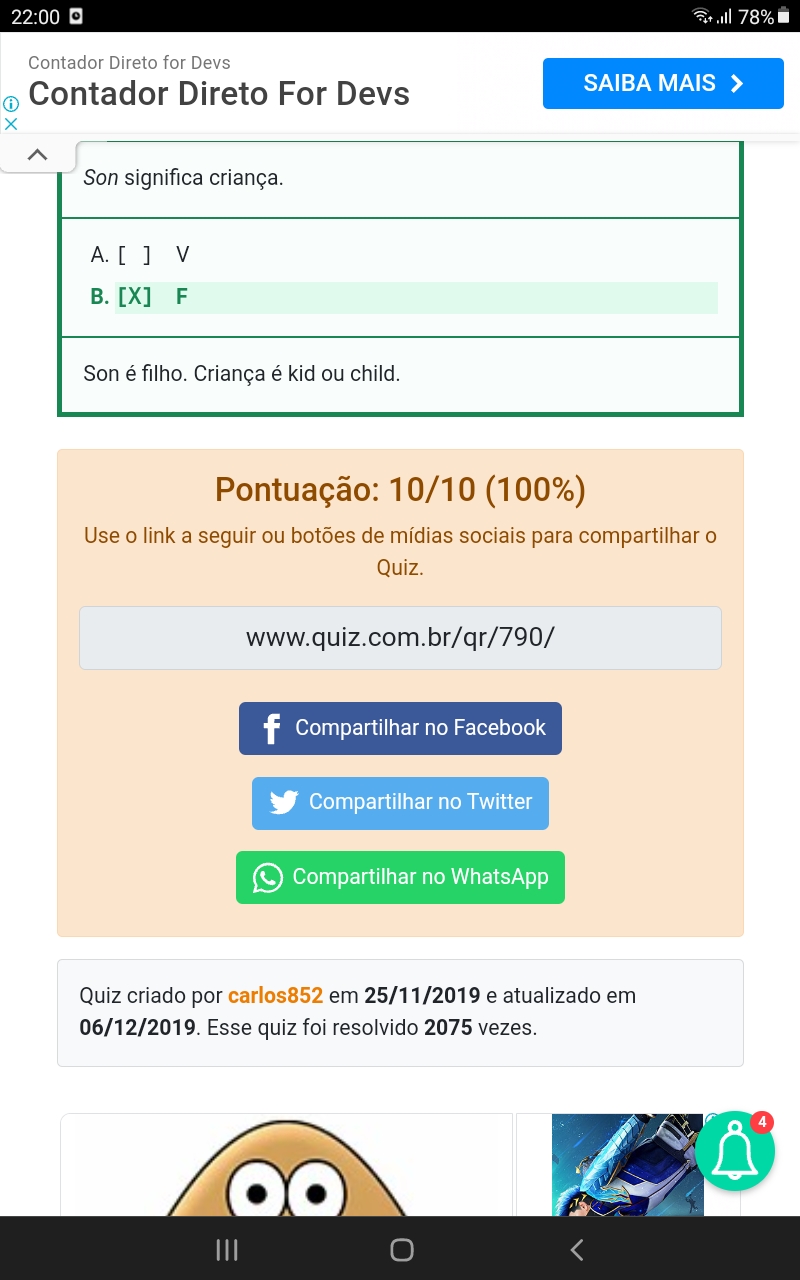 22:00
78%
Contador Direto for Devs
Contador Direto For Devs
SAIBA MAIS
Son significa criança.
A. [ ] V
B. [X] F
Son é filho. Criança é kid ou child.
Pontuação: 10/10 (100%)
Use o link a seguir ou botões de mídias sociais para compartilhar o
Quiz.
www.quiz.com.br/qr/790/
Compartilhar no Facebook
Compartilhar no Twitter
Compartilhar no WhatsApp
Quiz criado por carlos852 em 25/11/2019 e atualizado em
06/12/2019. Esse quiz foi resolvido 2075 vezes.
4